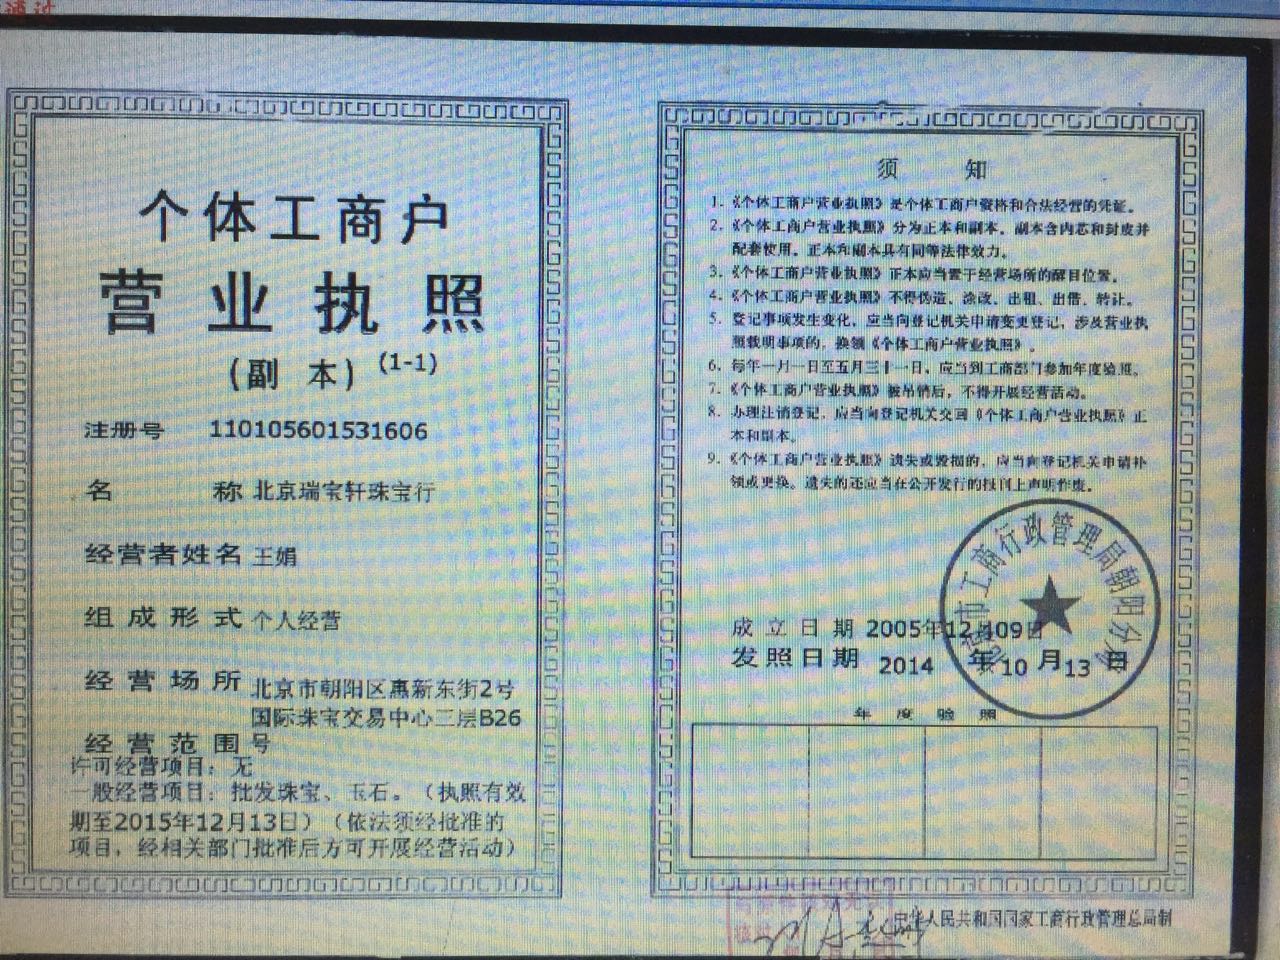 通过
个体工商户
营业执照
(副 本) (1-1)
注册号 110105601531606
名 称 北京瑞宝轩珠宝行
经营者姓名 王娟
组成形式 个人经营
经营场所 北京市朝阳区惠新东街2号
国际珠宝交易中心三层B26
经营范围 号
许可经营项目：无
一般经营项目：批发珠宝、玉石。（执照有效
期至2015年12月13日）（依法须经批准的
项目，经相关部门批准后方可开展经营活动）
须 知
1. 《个体工商户营业执照》是个体工商户资格和合法经营的凭证。
2. 《个体工商户营业执照》分为正本和副本。副本含内芯和封皮并
配套使用。正本和副本具有同等法律效力。
3. 《个体工商户营业执照》正本应当置于经营场所的醒目位置。
4. 《个体工商户营业执照》不得伪造、涂改、出租、出借、转让。
5. 登记事项发生变化，应当向登记机关申请变更登记，涉及营业执
照载明事项的，换领《个体工商户营业执照》。
6. 每年一月一日至五月三十一日，应当到工商部门参加年度验照。
7. 《个体工商户营业执照》被吊销后，不得开展经营活动。
8. 办理注销登记，应当向登记机关交回《个体工商户营业执照》正
本和副本。
9. 《个体工商户营业执照》遗失或毁损的，应当向登记机关申请补
领或更换。遗失的还应当在公开发行的报刊上声明作废。
市工商行政管理局朝阳分局
成立日期 2005年12月09日
发照日期 2014 年10 月13 日
年 度 验 照
中华人民共和国国家工商行政管理总局制